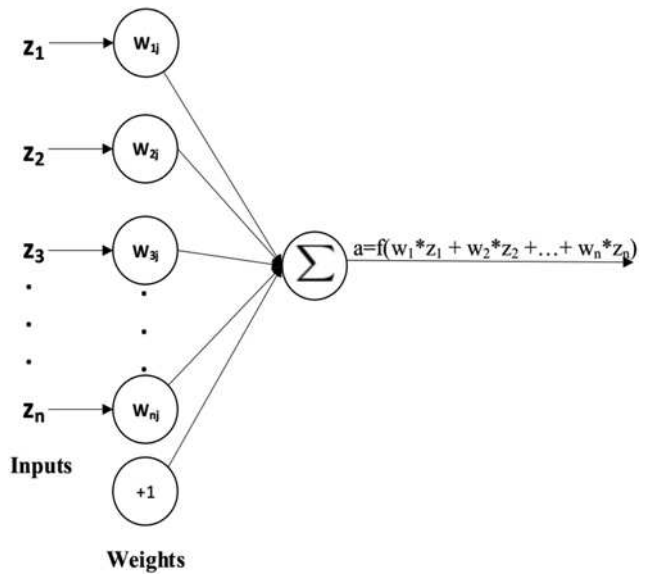 z₁ w₁ⱼ
z₂ w₂ⱼ
z₃ w₃ⱼ
∑ a=f(w₁*z₁ + w₂*z₂ +...+ wₙ*zₙ)
zₙ wₙⱼ
Inputs
+1
Weights